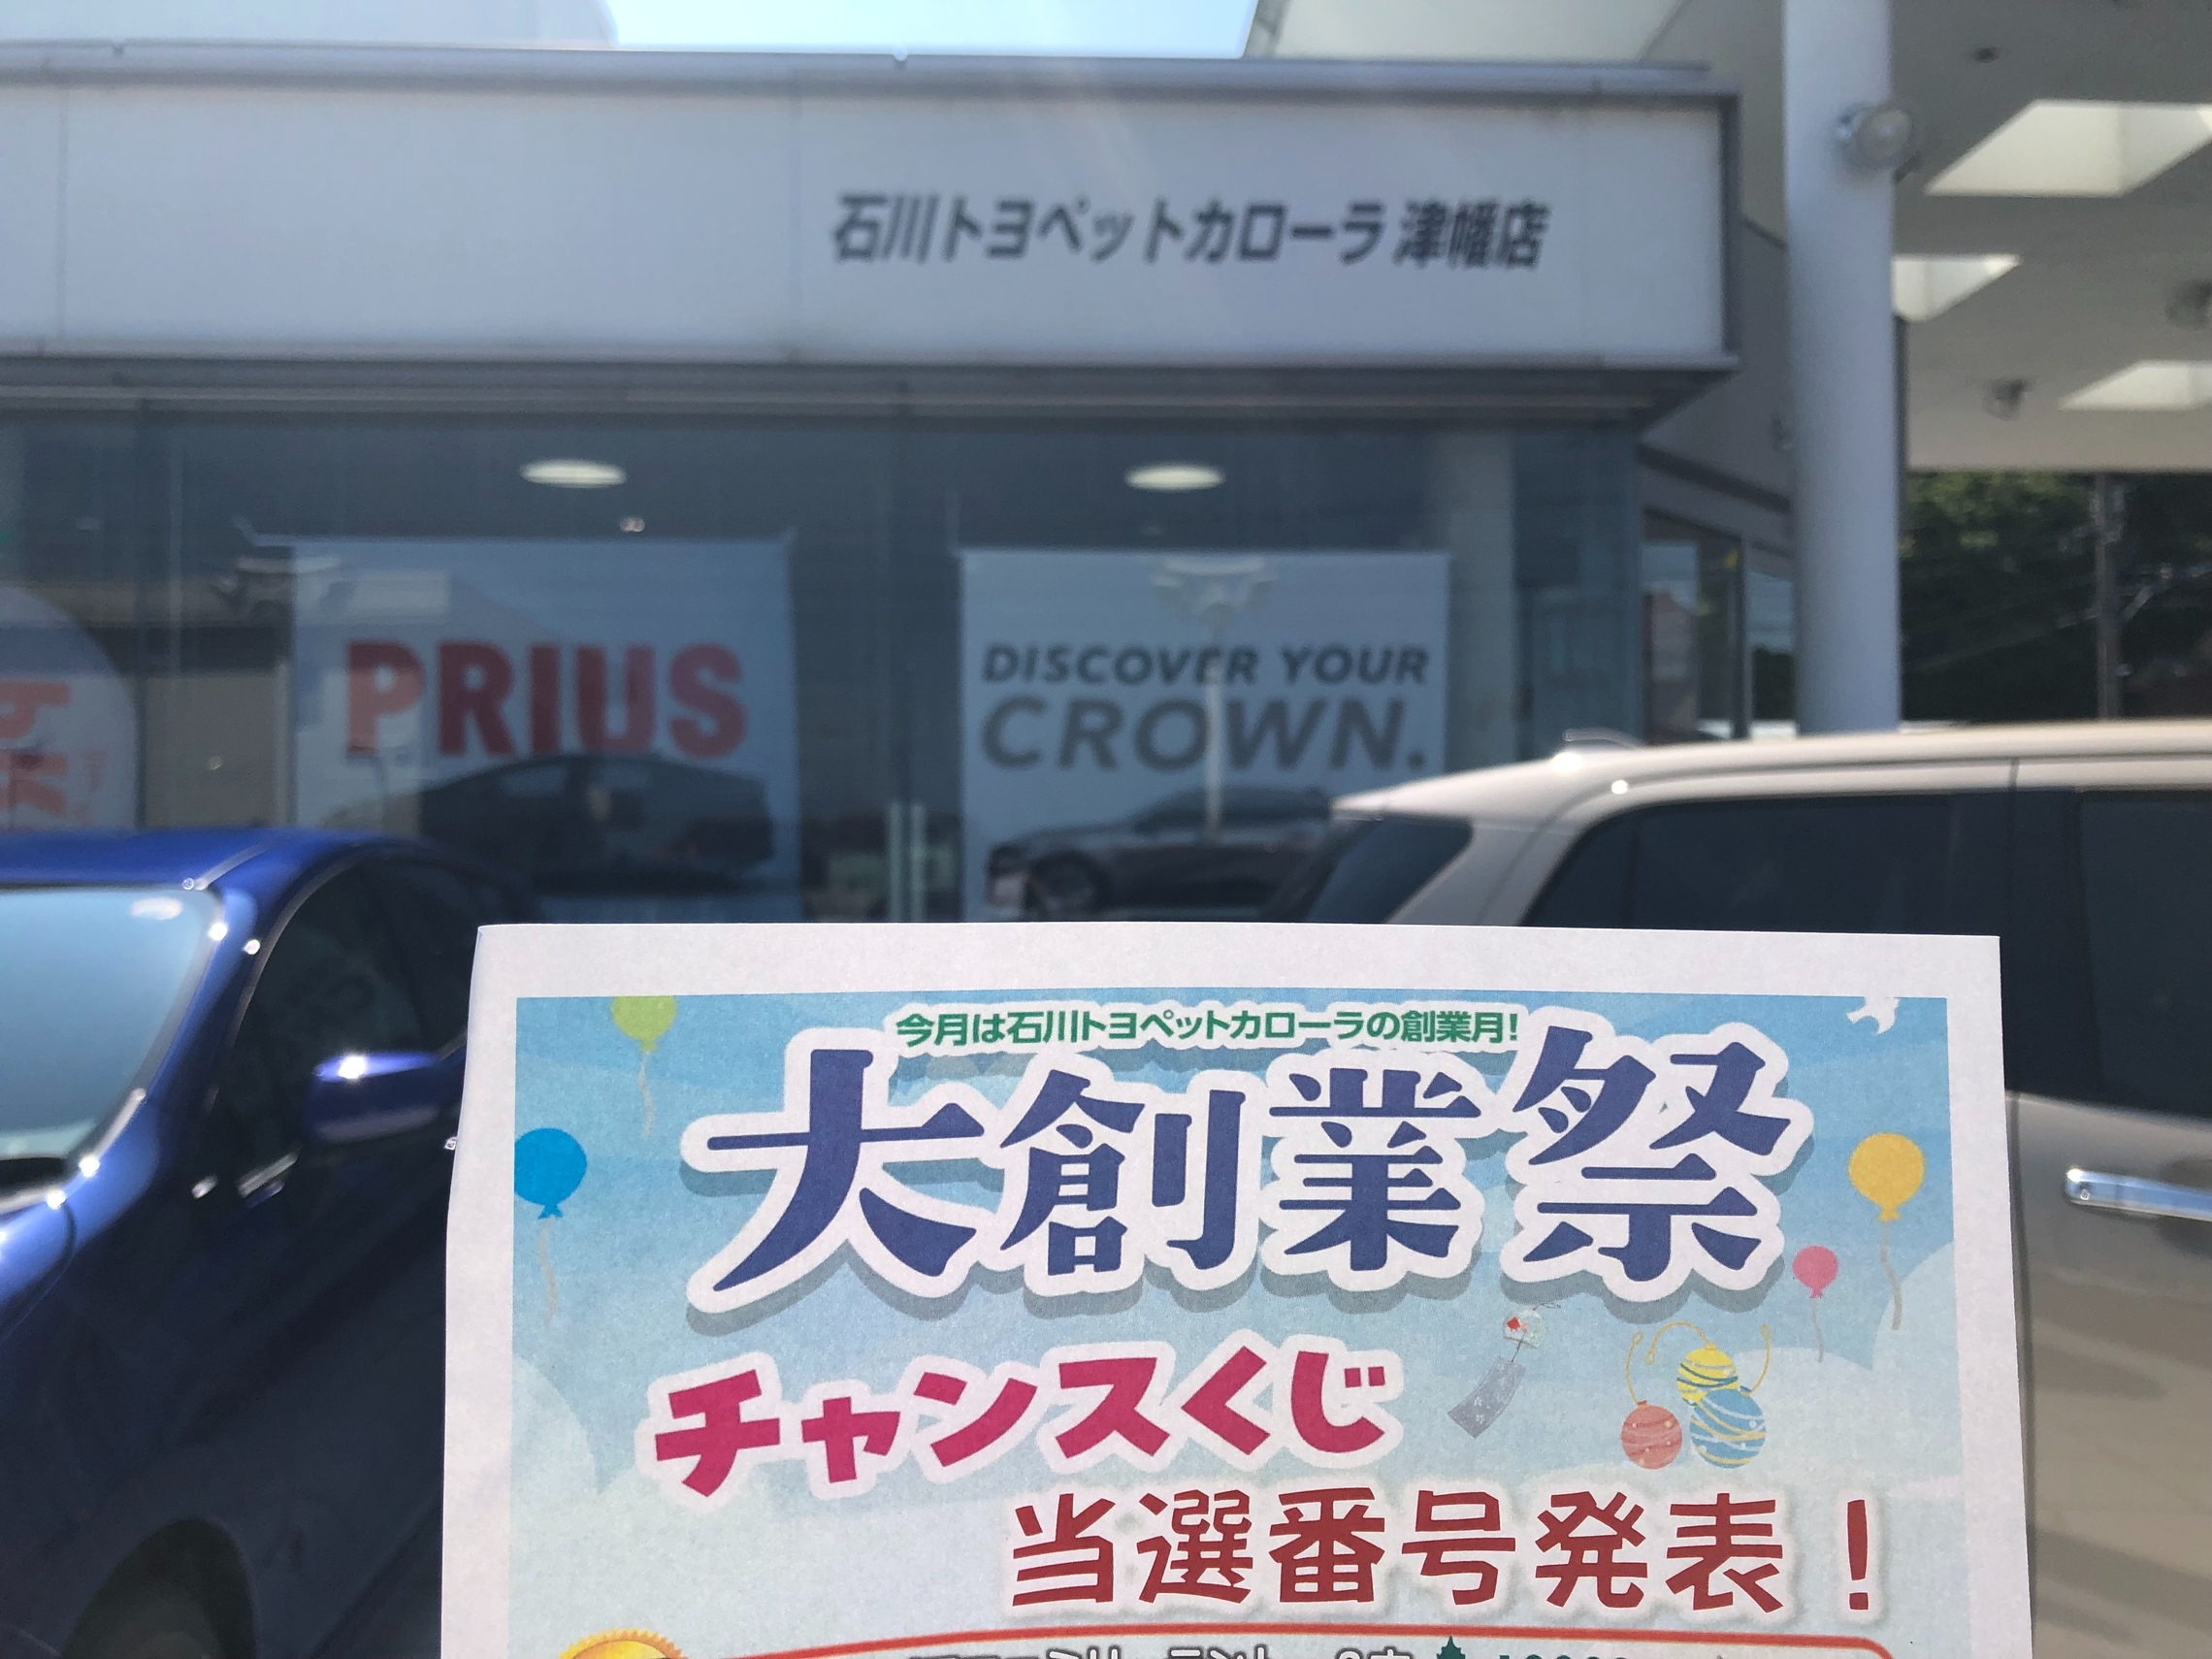 石川トヨペットカローラ 津幡店
PRIUS
DISCOVER YOUR
CROWN.
今月は石川トヨペットカローラの創業月!
大創業祭
チャンスくじ
当選番号発表!